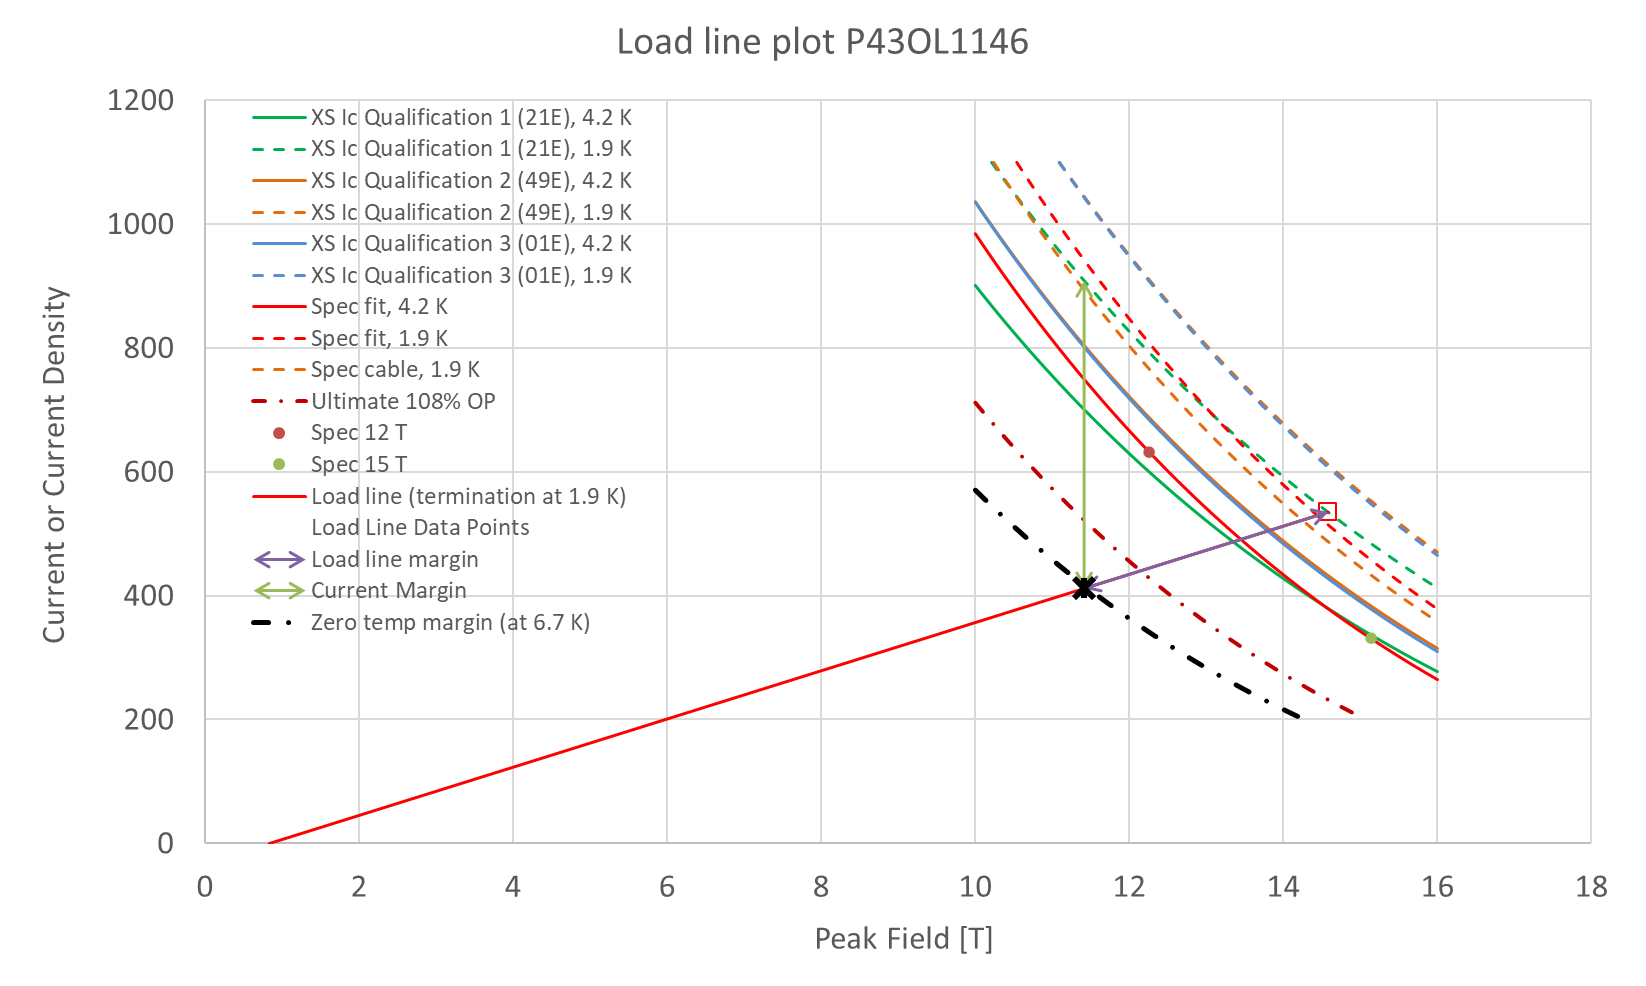 Load line plot P43OL1146
1200
1000
800
600
400
200
0
Current or Current Density
XS Ic Qualification 1 (21E), 4.2 K
XS Ic Qualification 1 (21E), 1.9 K
XS Ic Qualification 2 (49E), 4.2 K
XS Ic Qualification 2 (49E), 1.9 K
XS Ic Qualification 3 (01E), 4.2 K
XS Ic Qualification 3 (01E), 1.9 K
Spec fit, 4.2 K
Spec fit, 1.9 K
Spec cable, 1.9 K
Ultimate 108% OP
Spec 12 T
Spec 15 T
Load line (termination at 1.9 K)
Load Line Data Points
Load line margin
Current Margin
Zero temp margin (at 6.7 K)
0 2 4 6 8 10 12 14 16 18
Peak Field [T]